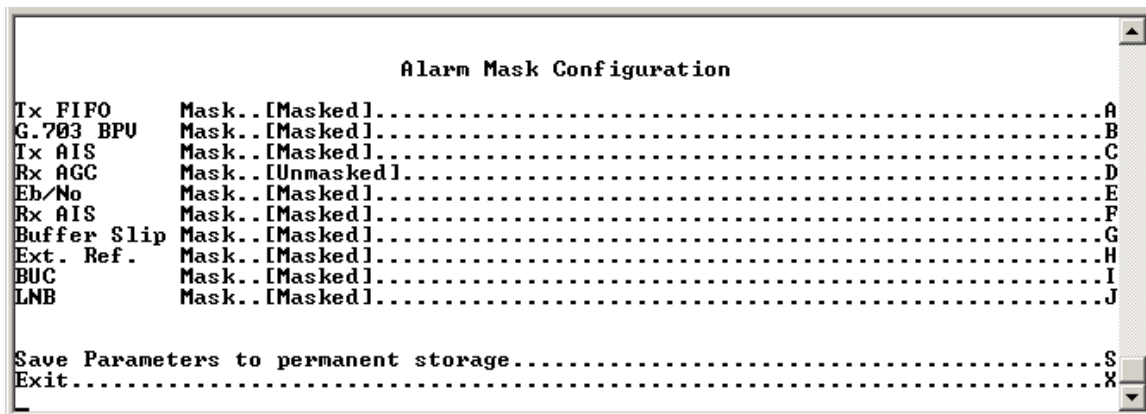 Alarm Mask Configuration
Tx FIFO Mask..[Masked]..............................................................A
G.703 BPV Mask..[Masked]..............................................................B
Tx AIS Mask..[Masked]..............................................................C
Rx AGC Mask..[Unmasked]............................................................D
Eb/No Mask..[Masked]..............................................................E
Rx AIS Mask..[Masked]..............................................................F
Buffer Slip Mask..[Masked]..............................................................G
Ext. Ref. Mask..[Masked]..............................................................H
BUC Mask..[Masked]..............................................................I
LNB Mask..[Masked]..............................................................J
Save Parameters to permanent storage..................................................S
Exit........................................................................................X